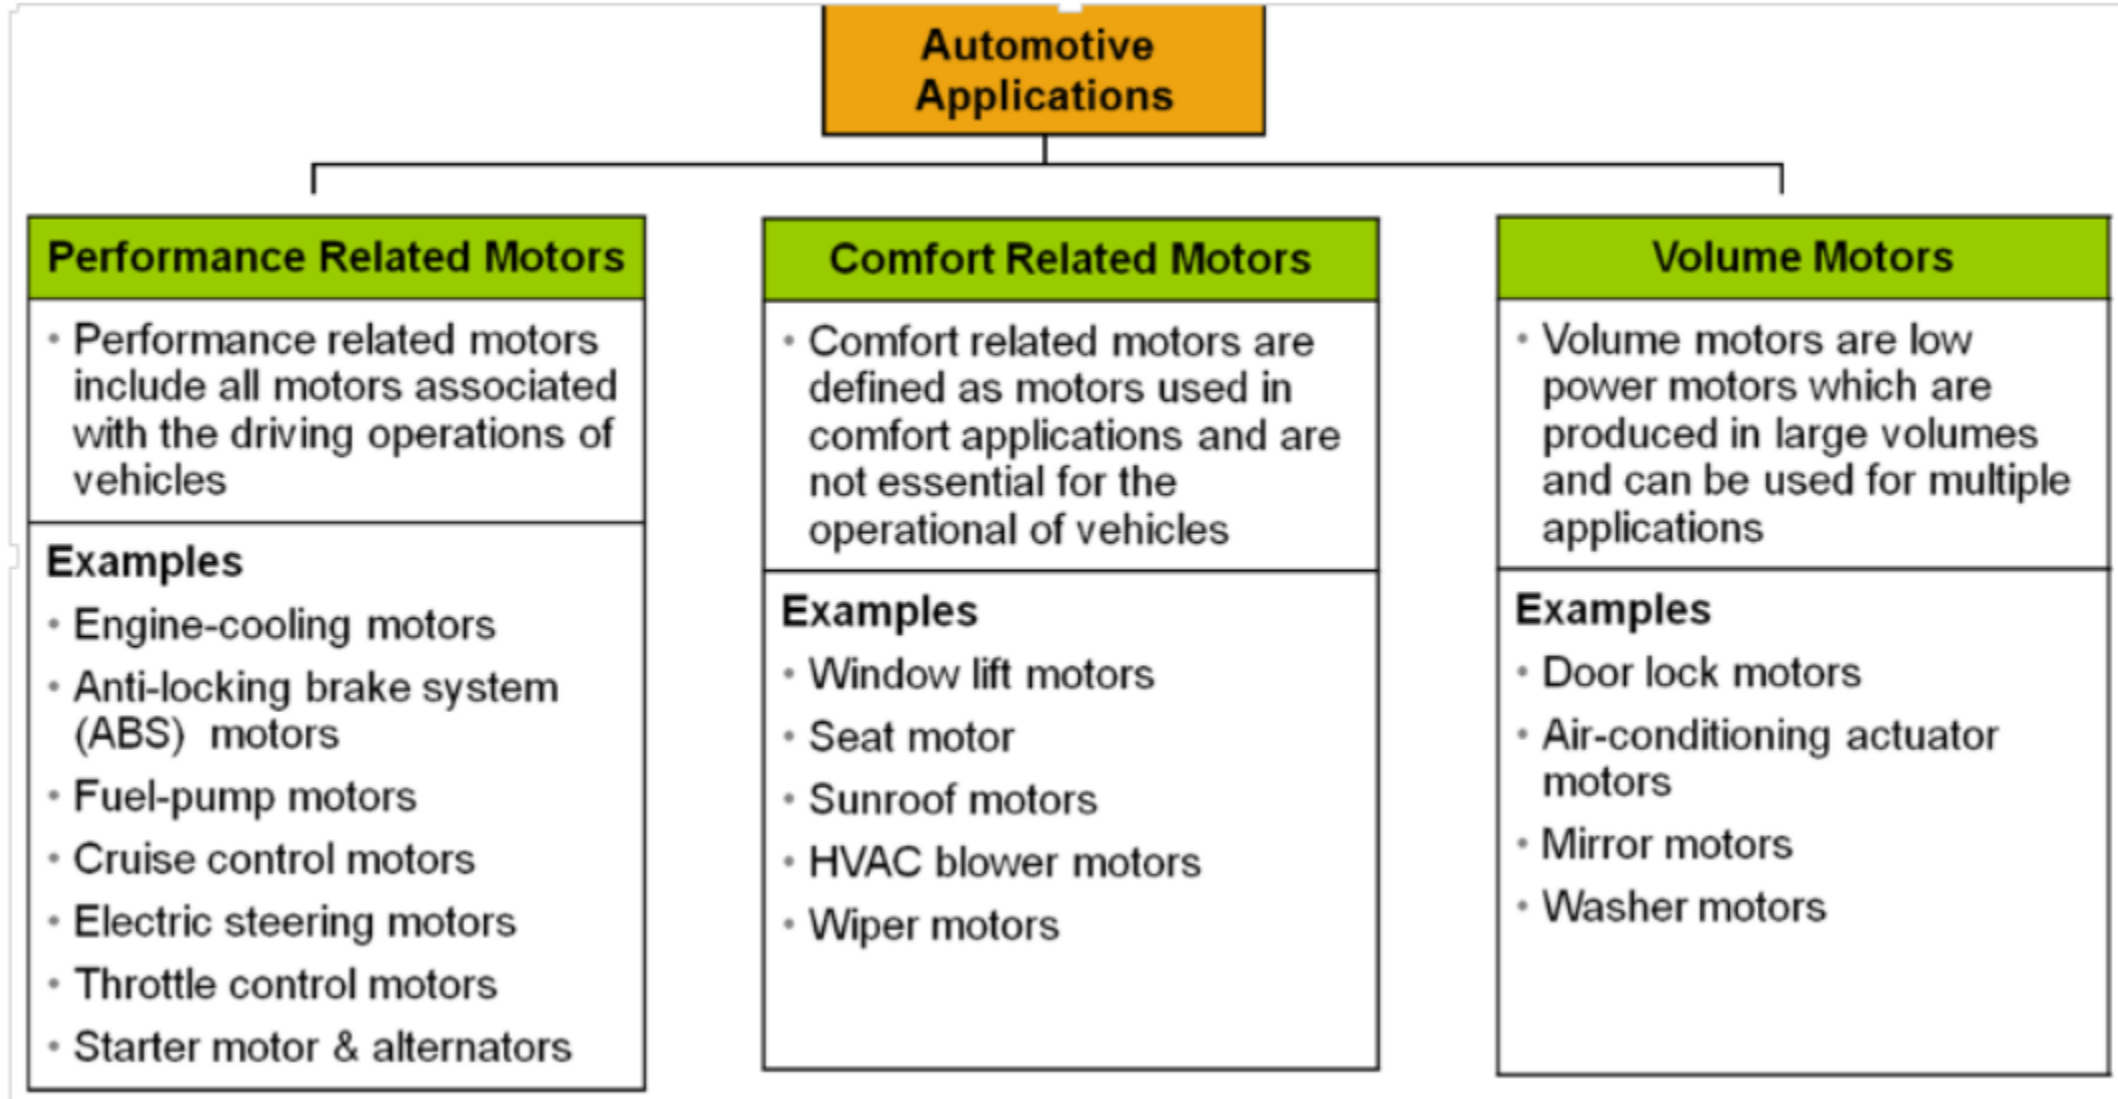 Automotive
Applications
Performance Related Motors
• Performance related motors
include all motors associated
with the driving operations of
vehicles
Examples
• Engine-cooling motors
• Anti-locking brake system
(ABS) motors
• Fuel-pump motors
• Cruise control motors
• Electric steering motors
• Throttle control motors
• Starter motor & alternators
Comfort Related Motors
• Comfort related motors are
defined as motors used in
comfort applications and are
not essential for the
operational of vehicles
Examples
• Window lift motors
• Seat motor
• Sunroof motors
• HVAC blower motors
• Wiper motors
Volume Motors
• Volume motors are low
power motors which are
produced in large volumes
and can be used for multiple
applications
Examples
• Door lock motors
• Air-conditioning actuator
motors
• Mirror motors
• Washer motors